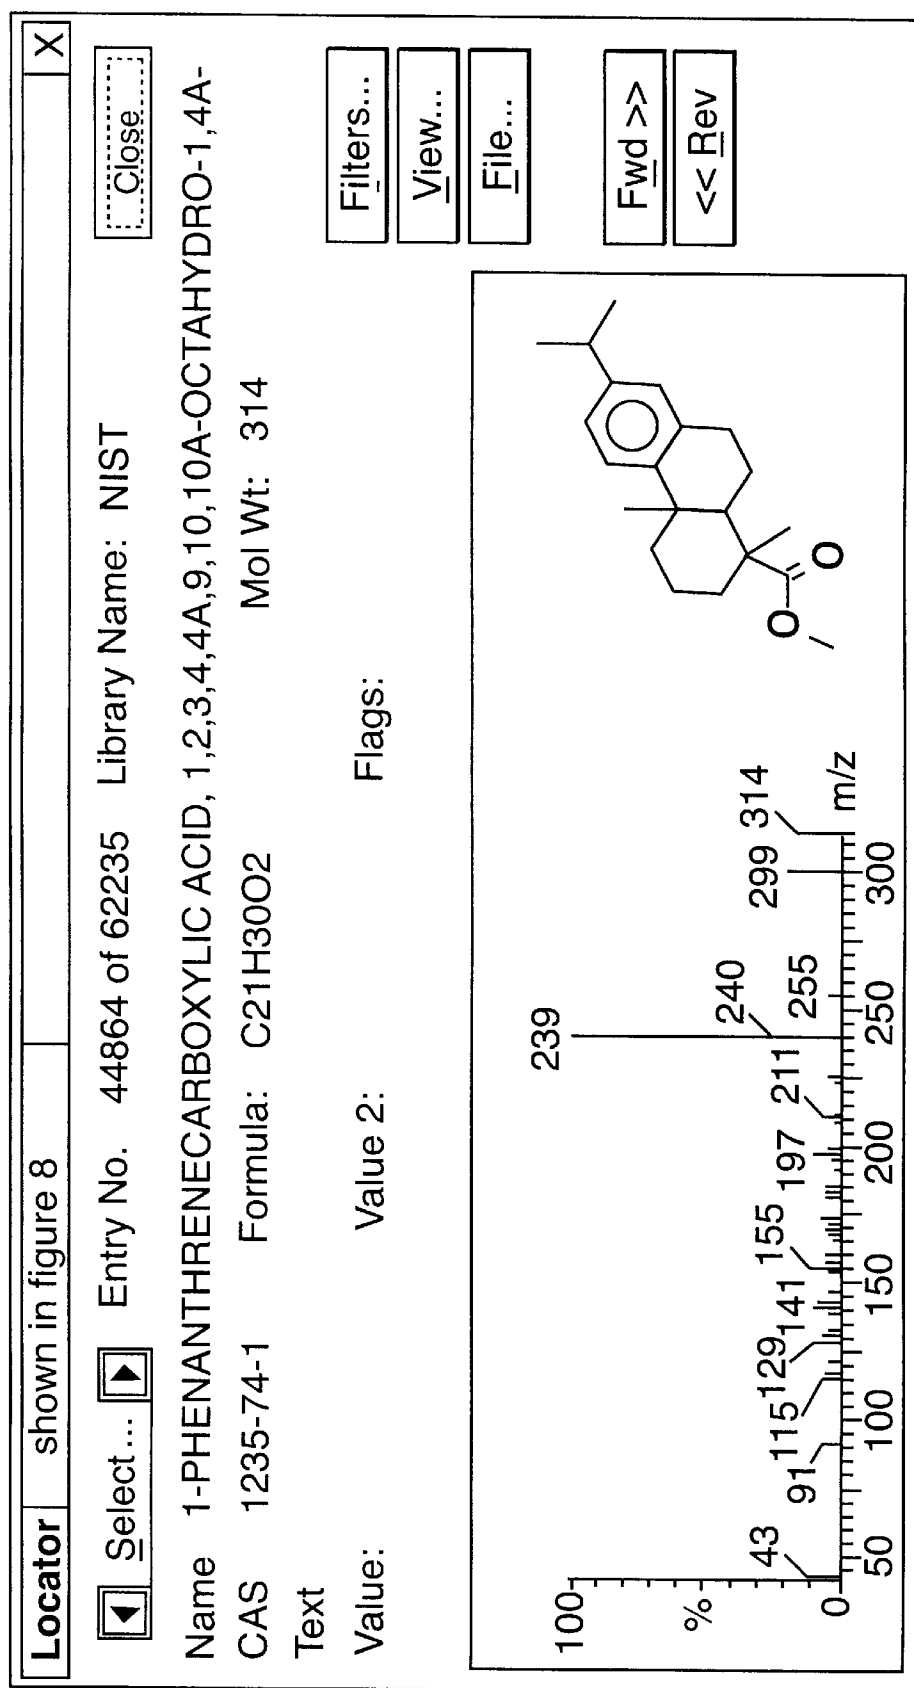 Locator shown in figure 8 X
Select... Entry No. 44864 of 62235 Library Name: NIST Close
Name 1-PHENANTHRENECARBOXYLIC ACID, 1,2,3,4,4A,9,10,10A-OCTAHYDRO-1,4A-
CAS 1235-74-1 Formula: C21H30O2 Mol Wt: 314
Text
Value: Value 2: Flags:
Filters...
View...
File...
Fwd >>
<< Rev
100
%
0
43
91
115
129
141
155
197
211
239
240
255
299
314
50 100 150 200 250 300 m/z
O
O